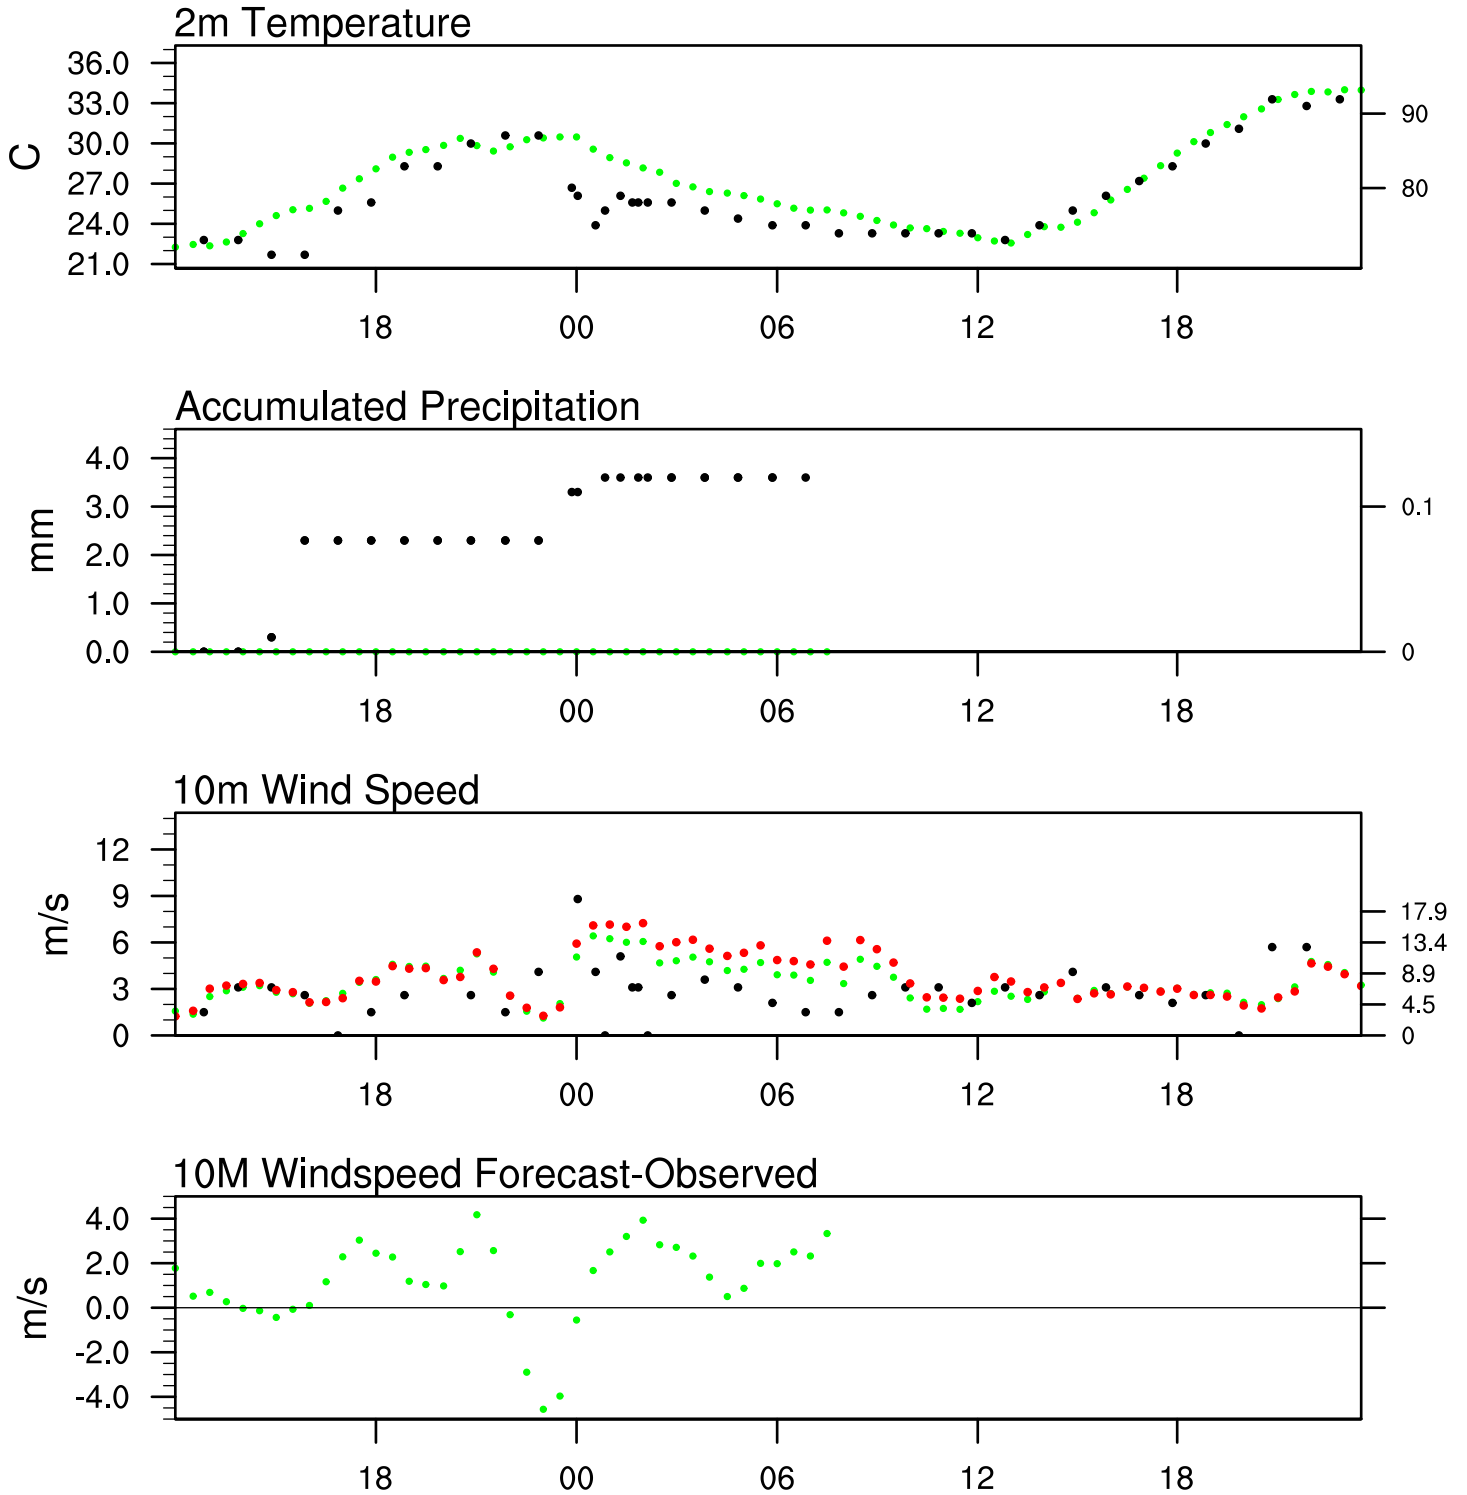 2m Temperature
36.0
33.0
30.0
27.0
24.0
21.0
C
90
80
18 00 06 12 18
Accumulated Precipitation
4.0
3.0
2.0
1.0
0.0
mm
0.1
0
18 00 06 12 18
10m Wind Speed
12
9
6
3
0
m/s
17.9
13.4
8.9
4.5
0
18 00 06 12 18
10M Windspeed Forecast-Observed
4.0
2.0
0.0
-2.0
-4.0
m/s
18 00 06 12 18